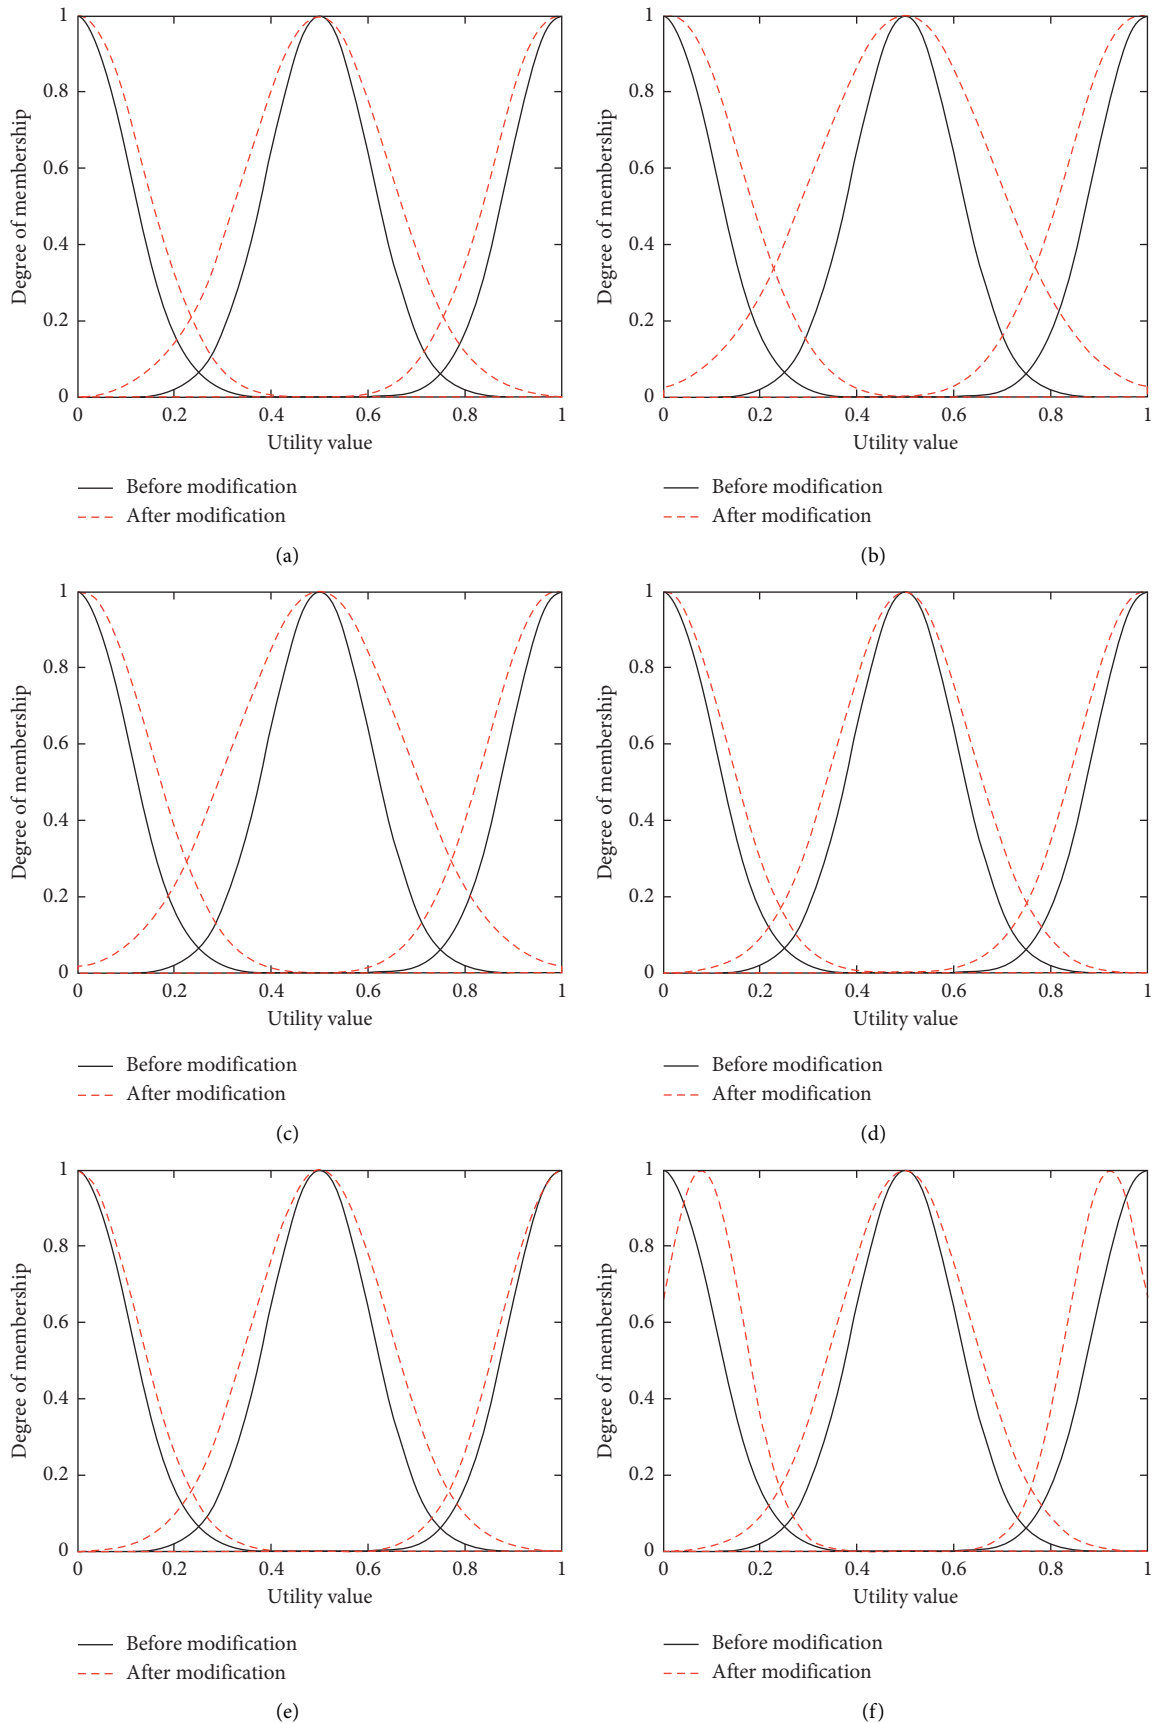 1
0.8
0.6
0.4
0.2
0
Degree of membership
0 0.2 0.4 0.6 0.8 1
Utility value
Before modification
After modification
(a)
1
0.8
0.6
0.4
0.2
0
Degree of membership
0 0.2 0.4 0.6 0.8 1
Utility value
Before modification
After modification
(b)
1
0.8
0.6
0.4
0.2
0
Degree of membership
0 0.2 0.4 0.6 0.8 1
Utility value
Before modification
After modification
(c)
1
0.8
0.6
0.4
0.2
0
Degree of membership
0 0.2 0.4 0.6 0.8 1
Utility value
Before modification
After modification
(d)
1
0.8
0.6
0.4
0.2
0
Degree of membership
0 0.2 0.4 0.6 0.8 1
Utility value
Before modification
After modification
(e)
1
0.8
0.6
0.4
0.2
0
Degree of membership
0 0.2 0.4 0.6 0.8 1
Utility value
Before modification
After modification
(f)